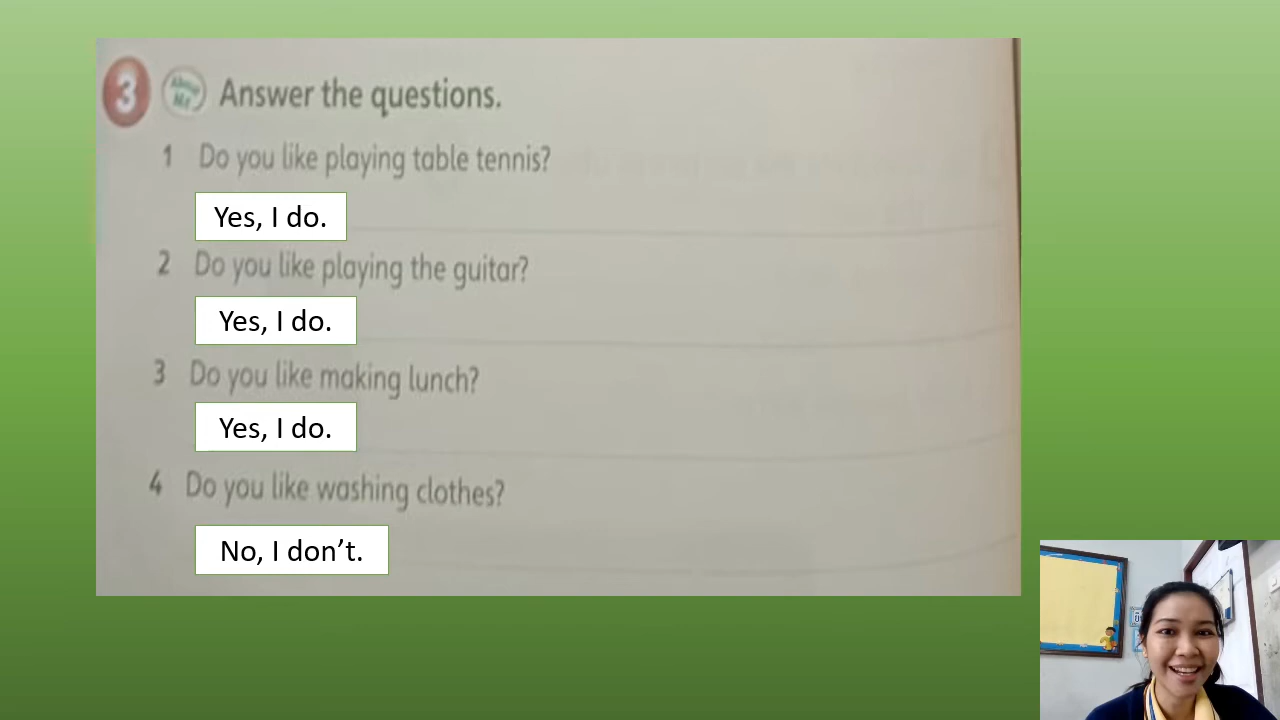 3 About Me Answer the questions.
1 Do you like playing table tennis?
Yes, I do.
2 Do you like playing the guitar?
Yes, I do.
3 Do you like making lunch?
Yes, I do.
4 Do you like washing clothes?
No, I don’t.